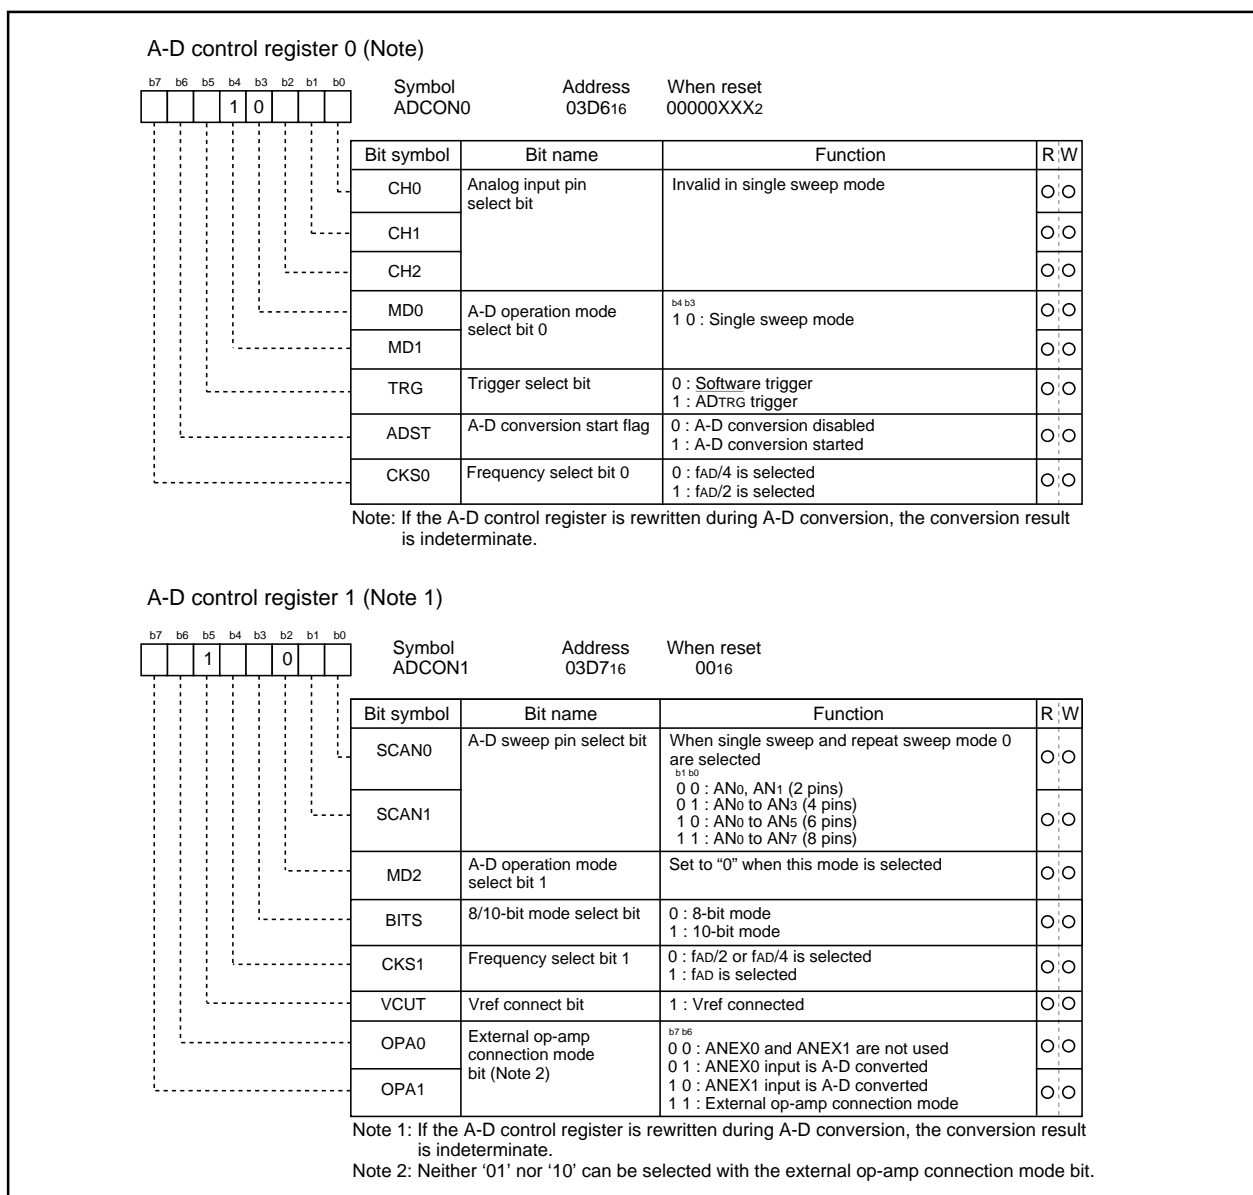 A-D control register 0 (Note)
b7 b6 b5 b4 b3 b2 b1 b0
Symbol Address When reset
1 0 ADCON0 03D616 00000XXX2
Bit symbol Bit name Function R W
CH0 Analog input pin Invalid in single sweep mode
select bit
CH1
CH2
b4 b3
MD0 A-D operation mode 1 0 : Single sweep mode
select bit 0
MD1
TRG Trigger select bit 0 : Software trigger
1 : ADTRG trigger
ADST A-D conversion start flag 0 : A-D conversion disabled
1 : A-D conversion started
CKS0 Frequency select bit 0 0 : fAD/4 is selected
1 : fAD/2 is selected
Note: If the A-D control register is rewritten during A-D conversion, the conversion result
is indeterminate.
A-D control register 1 (Note 1)
b7 b6 b5 b4 b3 b2 b1 b0
Symbol Address When reset
1 0 ADCON1 03D716 0016
Bit symbol Bit name Function R W
SCAN0 A-D sweep pin select bit When single sweep and repeat sweep mode 0
are selected
b1 b0
0 0 : AN0, AN1 (2 pins)
0 1 : AN0 to AN3 (4 pins)
SCAN1 1 0 : AN0 to AN5 (6 pins)
1 1 : AN0 to AN7 (8 pins)
MD2 A-D operation mode Set to “0” when this mode is selected
select bit 1
BITS 8/10-bit mode select bit 0 : 8-bit mode
1 : 10-bit mode
CKS1 Frequency select bit 1 0 : fAD/2 or fAD/4 is selected
1 : fAD is selected
VCUT Vref connect bit 1 : Vref connected
b7 b6
OPA0 External op-amp 0 0 : ANEX0 and ANEX1 are not used
connection mode 0 1 : ANEX0 input is A-D converted
bit (Note 2) 1 0 : ANEX1 input is A-D converted
OPA1 1 1 : External op-amp connection mode
Note 1: If the A-D control register is rewritten during A-D conversion, the conversion result
is indeterminate.
Note 2: Neither ‘01’ nor ‘10’ can be selected with the external op-amp connection mode bit.